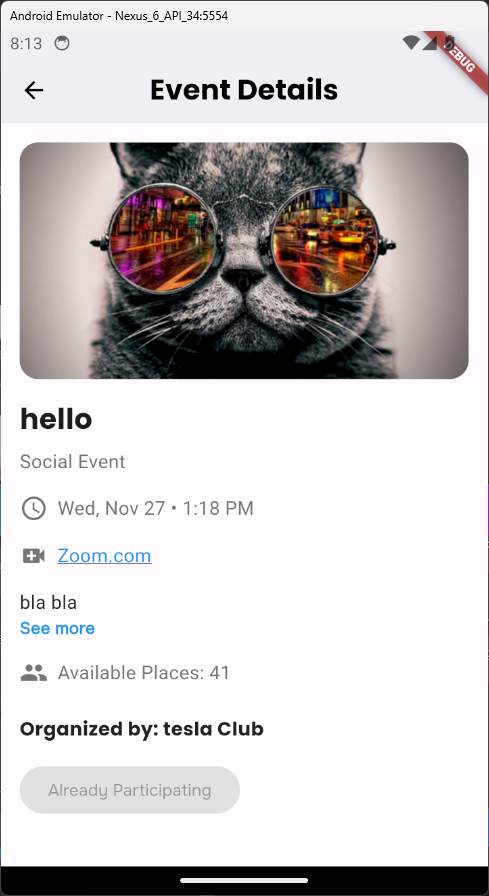 Android Emulator - Nexus_6_API_34:5554
8:13
DEBUG
Event Details
hello
Social Event
Wed, Nov 27 • 1:18 PM
Zoom.com
bla bla
See more
Available Places: 41
Organized by: tesla Club
Already Participating